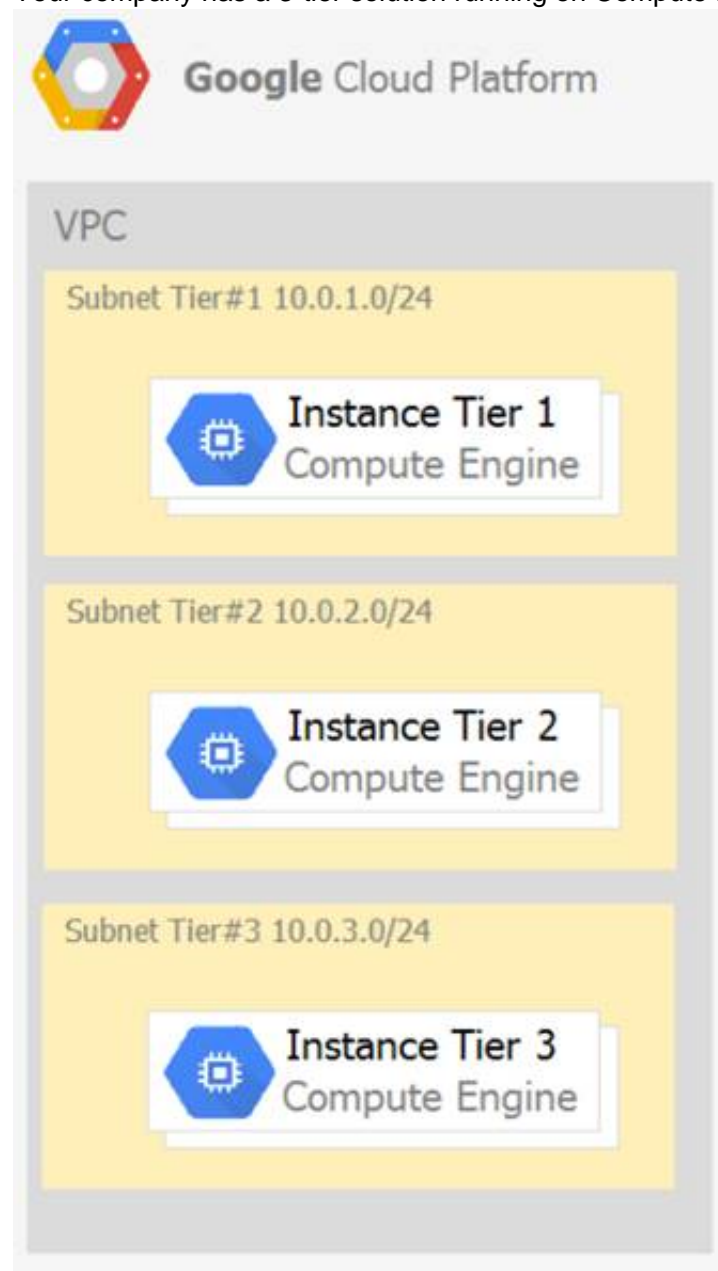 Google Cloud Platform
VPC
Subnet Tier#1 10.0.1.0/24
Instance Tier 1
Compute Engine
Subnet Tier#2 10.0.2.0/24
Instance Tier 2
Compute Engine
Subnet Tier#3 10.0.3.0/24
Instance Tier 3
Compute Engine